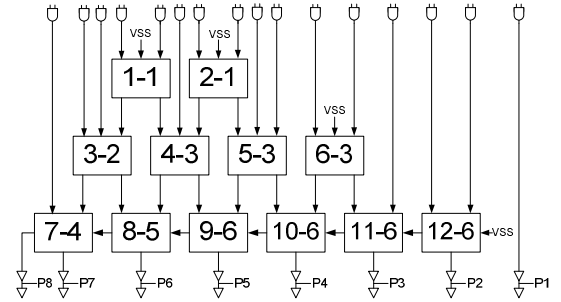 VSS VSS
1-1 2-1
VSS
3-2 4-3 5-3 6-3
7-4 8-5 9-6 10-6 11-6 12-6 VSS
P8 P7 P6 P5 P4 P3 P2 P1